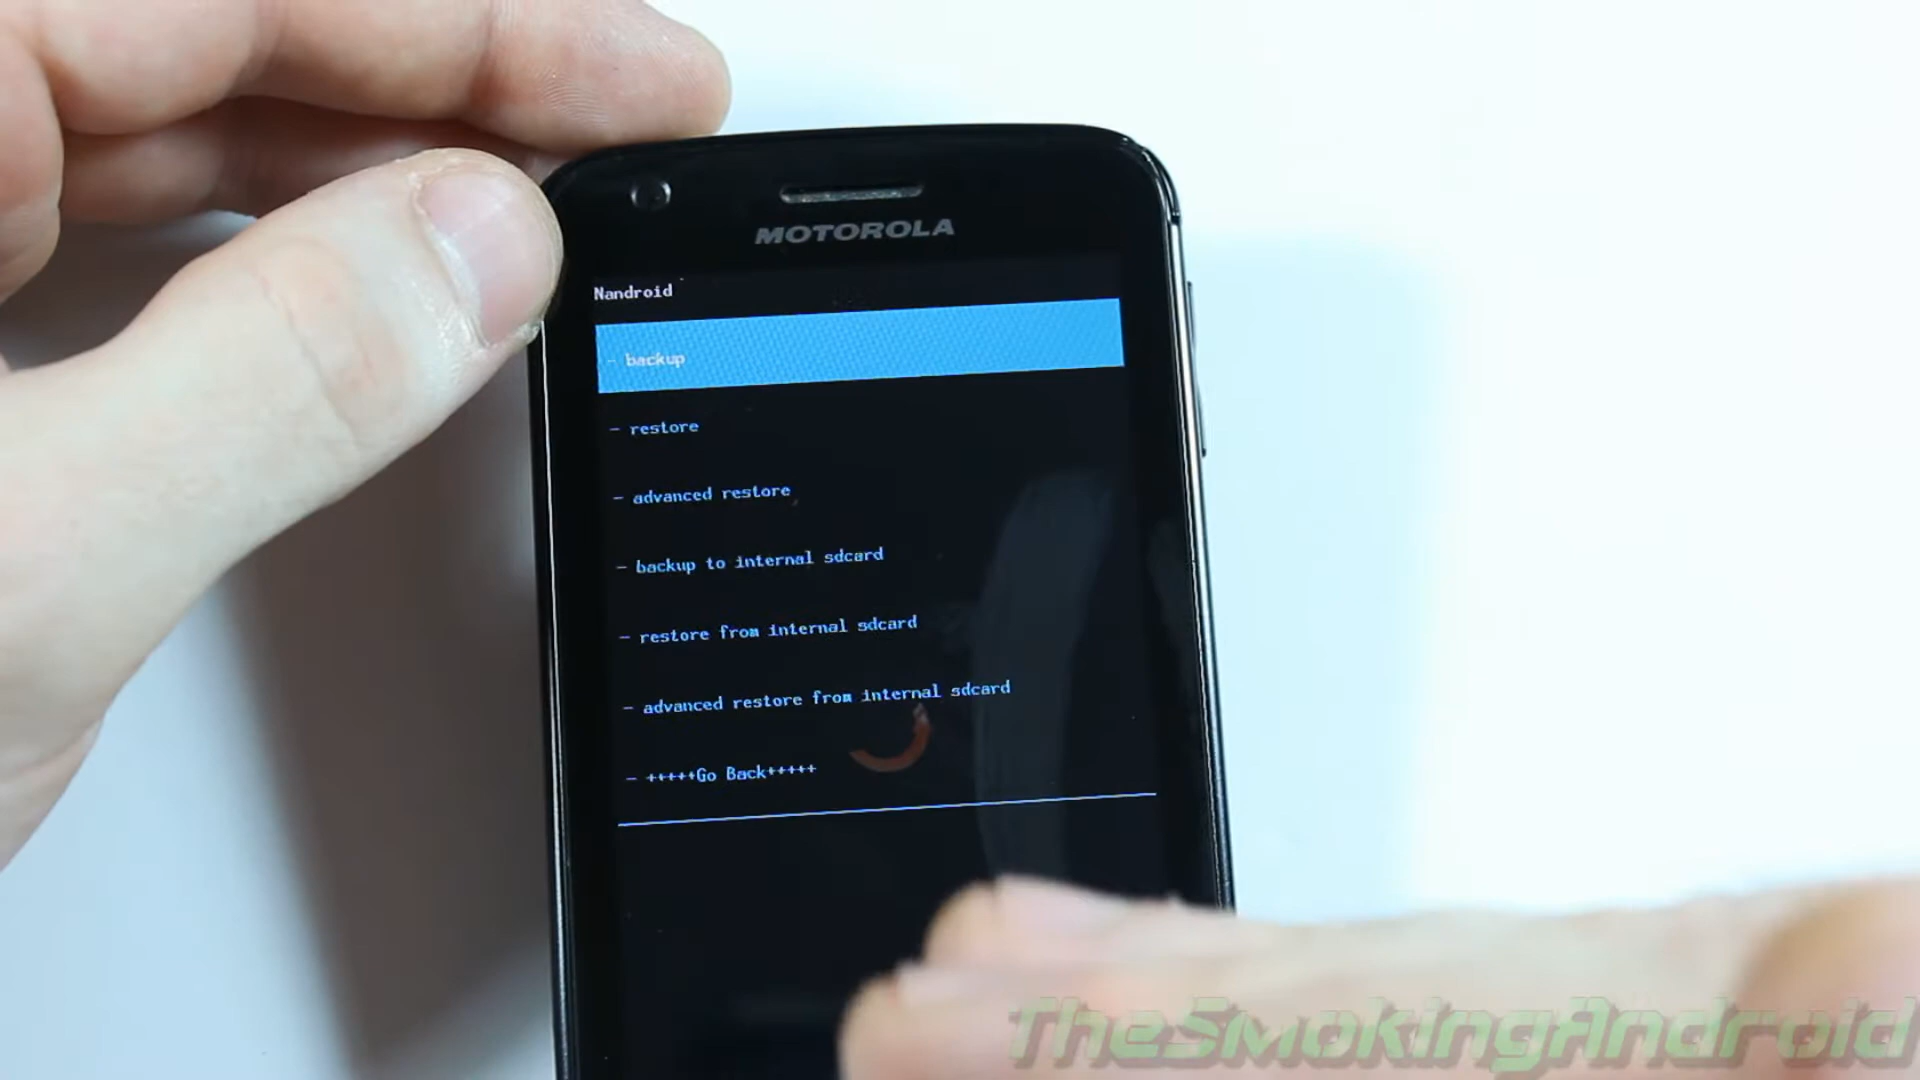 MOTOROLA
Nandroid
- backup
- restore
- advanced restore
- backup to internal sdcard
- restore from internal sdcard
- advanced restore from internal sdcard
- +++++Go Back+++++
TheSmokingAndroid